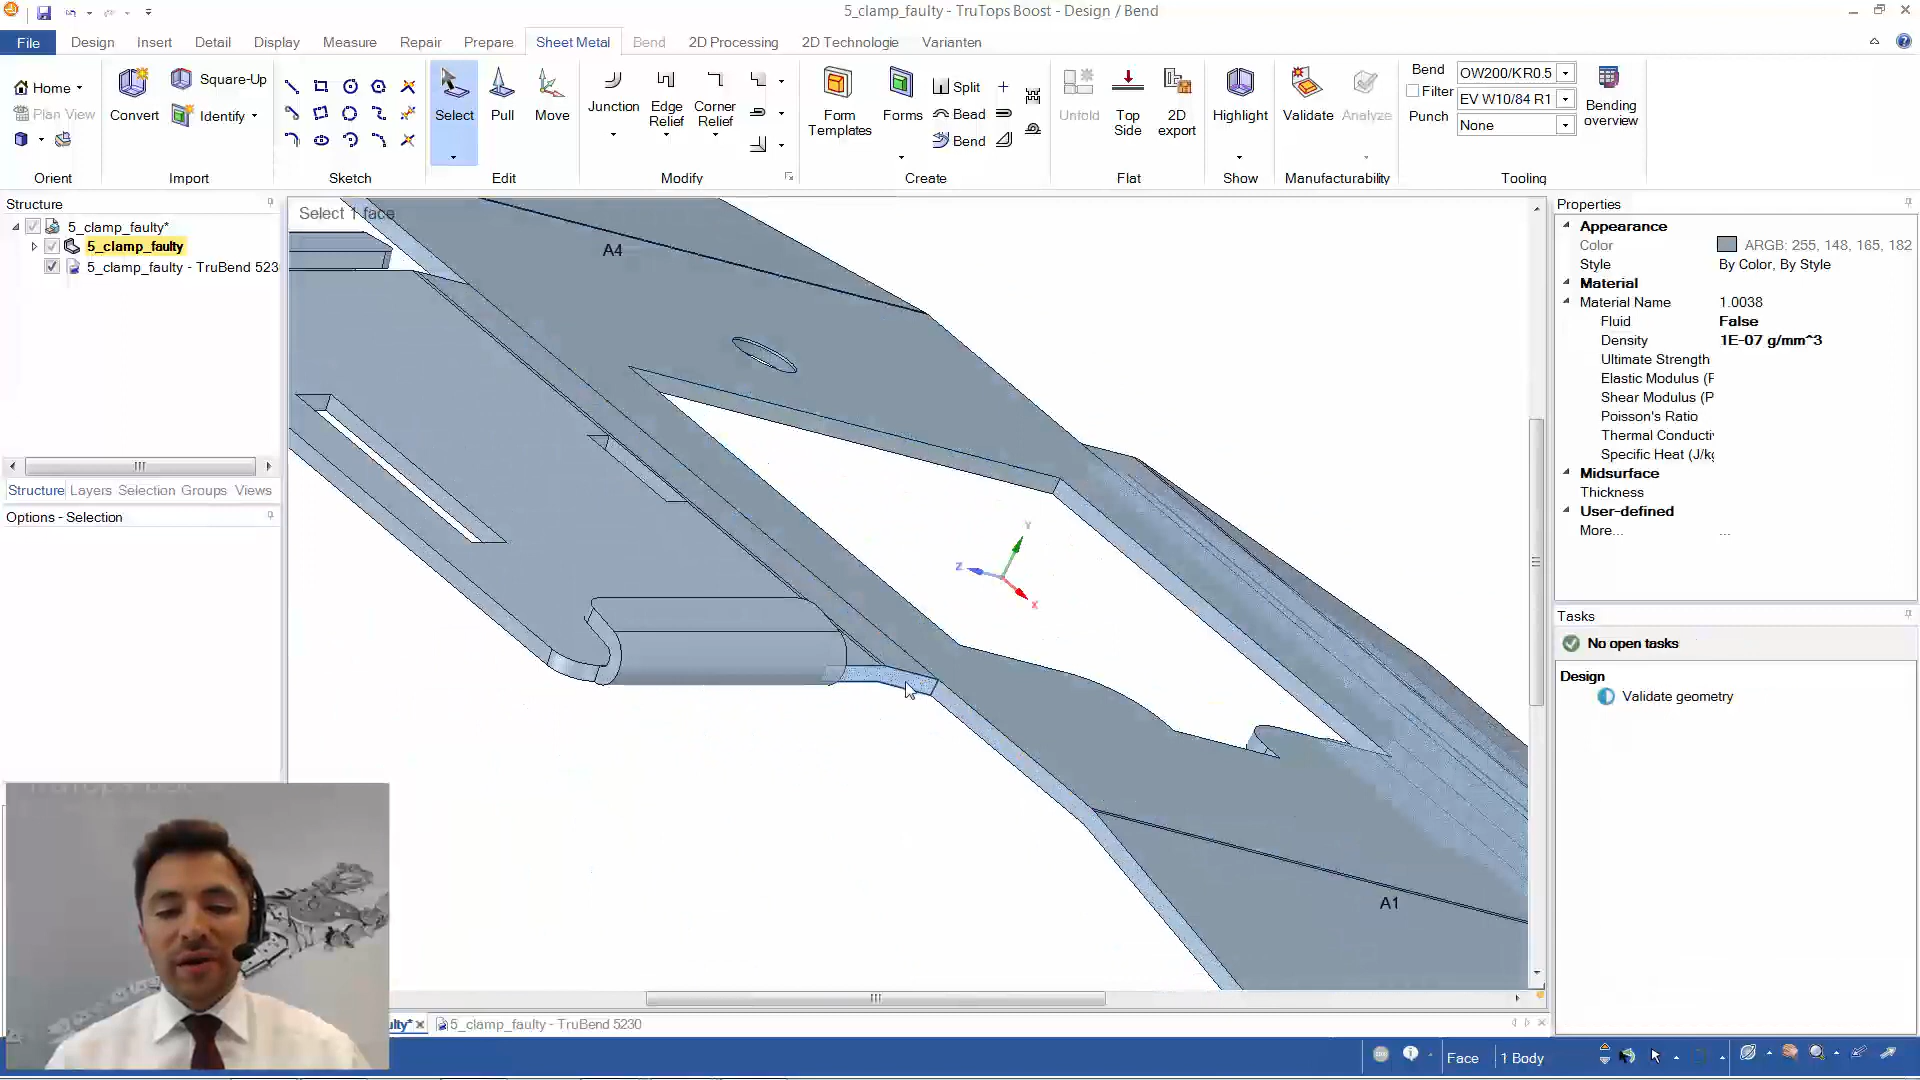 5_clamp_faulty - TruTops Boost - Design / Bend
File Design Insert Detail Display Measure Repair Prepare Sheet Metal Bend 2D Processing 2D Technologie Varianten
Home
Plan View
Orient
Convert
Square-Up
Identify
Import
Sketch
Select
Pull
Move
Edit
Junction
Edge Relief
Corner Relief
Modify
Form Templates
Forms
Split
Bead
Bend
Create
Unfold
Top Side
2D export
Flat
Highlight
Show
Validate
Analyze
Manufacturability
Bend OW200/KR0.5
Filter EV W10/84 R1
Punch None
Bending overview
Tooling
Structure
5_clamp_faulty*
5_clamp_faulty
5_clamp_faulty - TruBend 523
Structure Layers Selection Groups Views
Options - Selection
Select 1 face
A4
Y
Z
X
A1
Properties
Appearance
Color ARGB: 255, 148, 165, 182
Style By Color, By Style
Material
Material Name 1.0038
Fluid False
Density 1E-07 g/mm^3
Ultimate Strength
Elastic Modulus (F
Shear Modulus (P
Poisson's Ratio
Thermal Conducti
Specific Heat (J/kg
Midsurface
Thickness
User-defined
More... ...
Tasks
No open tasks
Design
Validate geometry
ulty* 5_clamp_faulty - TruBend 5230
Face 1 Body